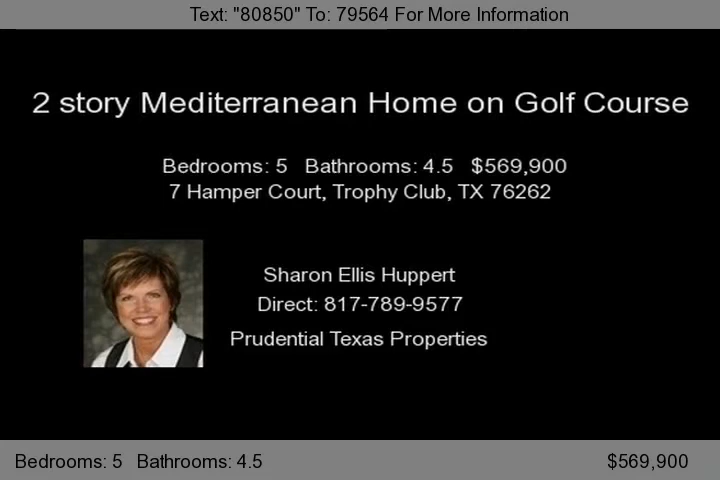 Text: "80850" To: 79564 For More Information
2 story Mediterranean Home on Golf Course
Bedrooms: 5 Bathrooms: 4.5 $569,900
7 Hamper Court, Trophy Club, TX 76262
Sharon Ellis Huppert
Direct: 817-789-9577
Prudential Texas Properties
Bedrooms: 5 Bathrooms: 4.5 $569,900